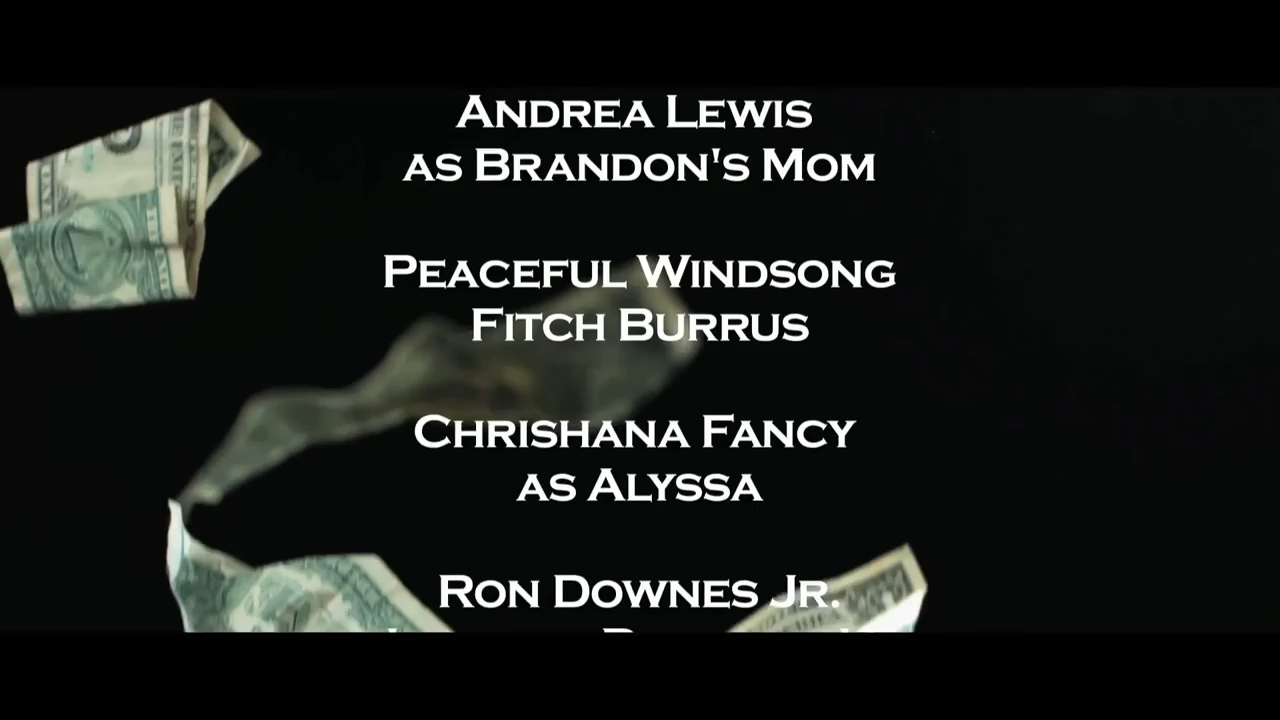 Andrea Lewis
as Brandon's Mom
Peaceful Windsong
Fitch Burrus
Chrishana Fancy
as Alyssa
Ron Downes Jr.